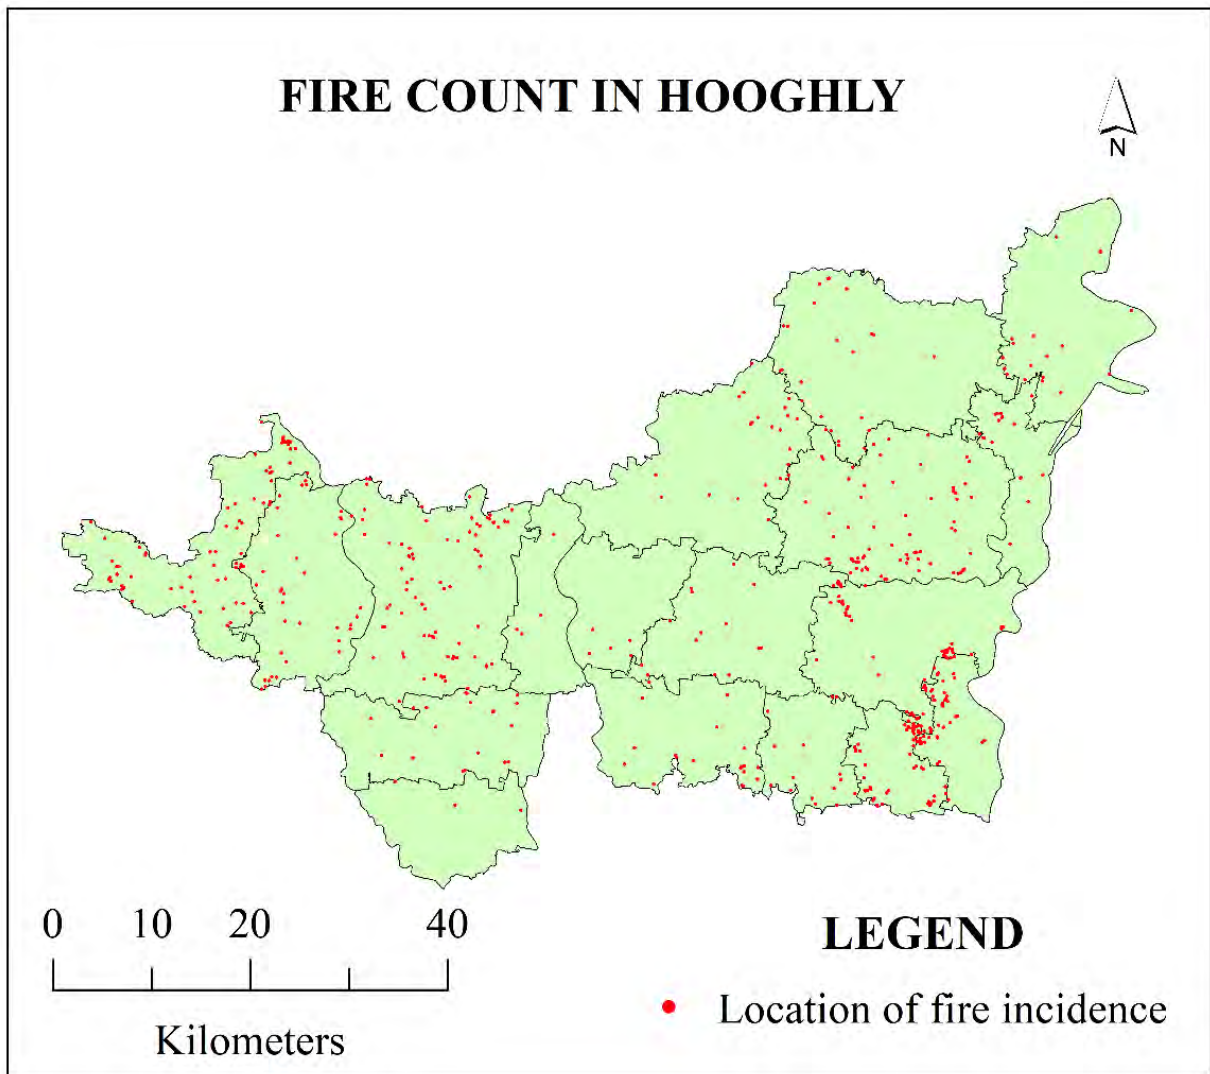 FIRE COUNT IN HOOGHLY
N
0 10 20 40
Kilometers
LEGEND
Location of fire incidence